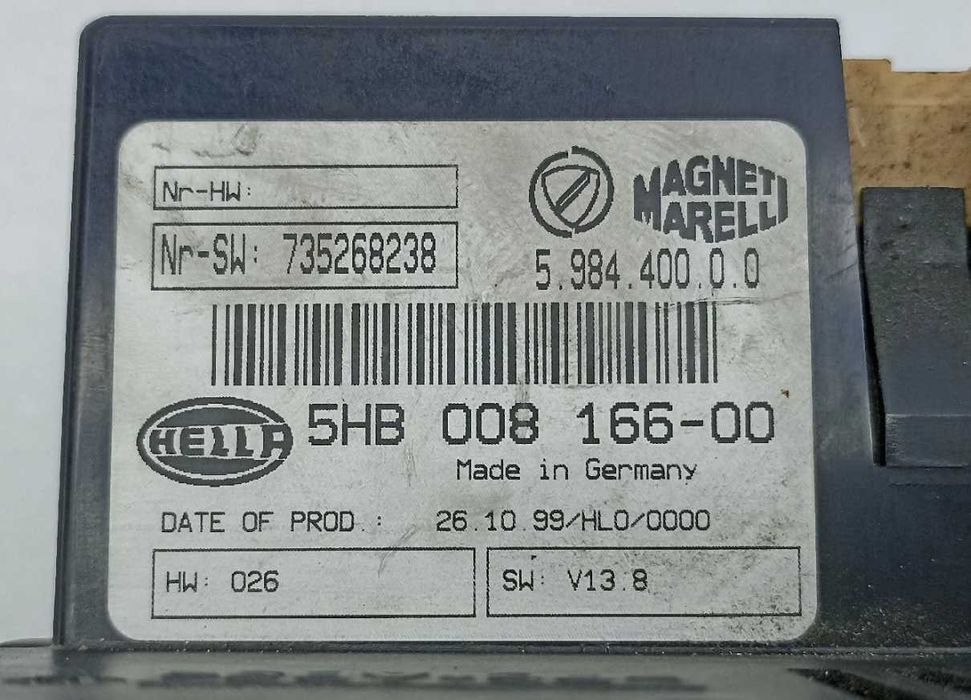 Nr-HW:
Nr-SW: 735268238
MAGNETI
MARELLI
5.984.400.0.0
HELLA
5HB 008 166-00
Made in Germany
DATE OF PROD.: 26.10.99/HL0/0000
HW: 026
SW: V13.8